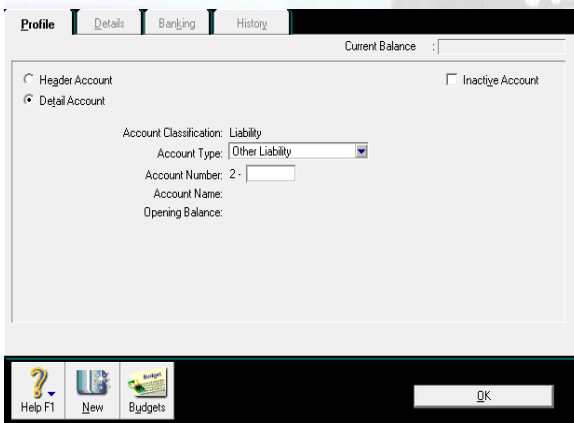 Profile Details Banking History
Current Balance :
Header Account Inactive Account
Detail Account
Account Classification: Liability
Account Type: Other Liability
Account Number: 2 -
Account Name:
Opening Balance:
Budget
Help F1 New Budgets OK